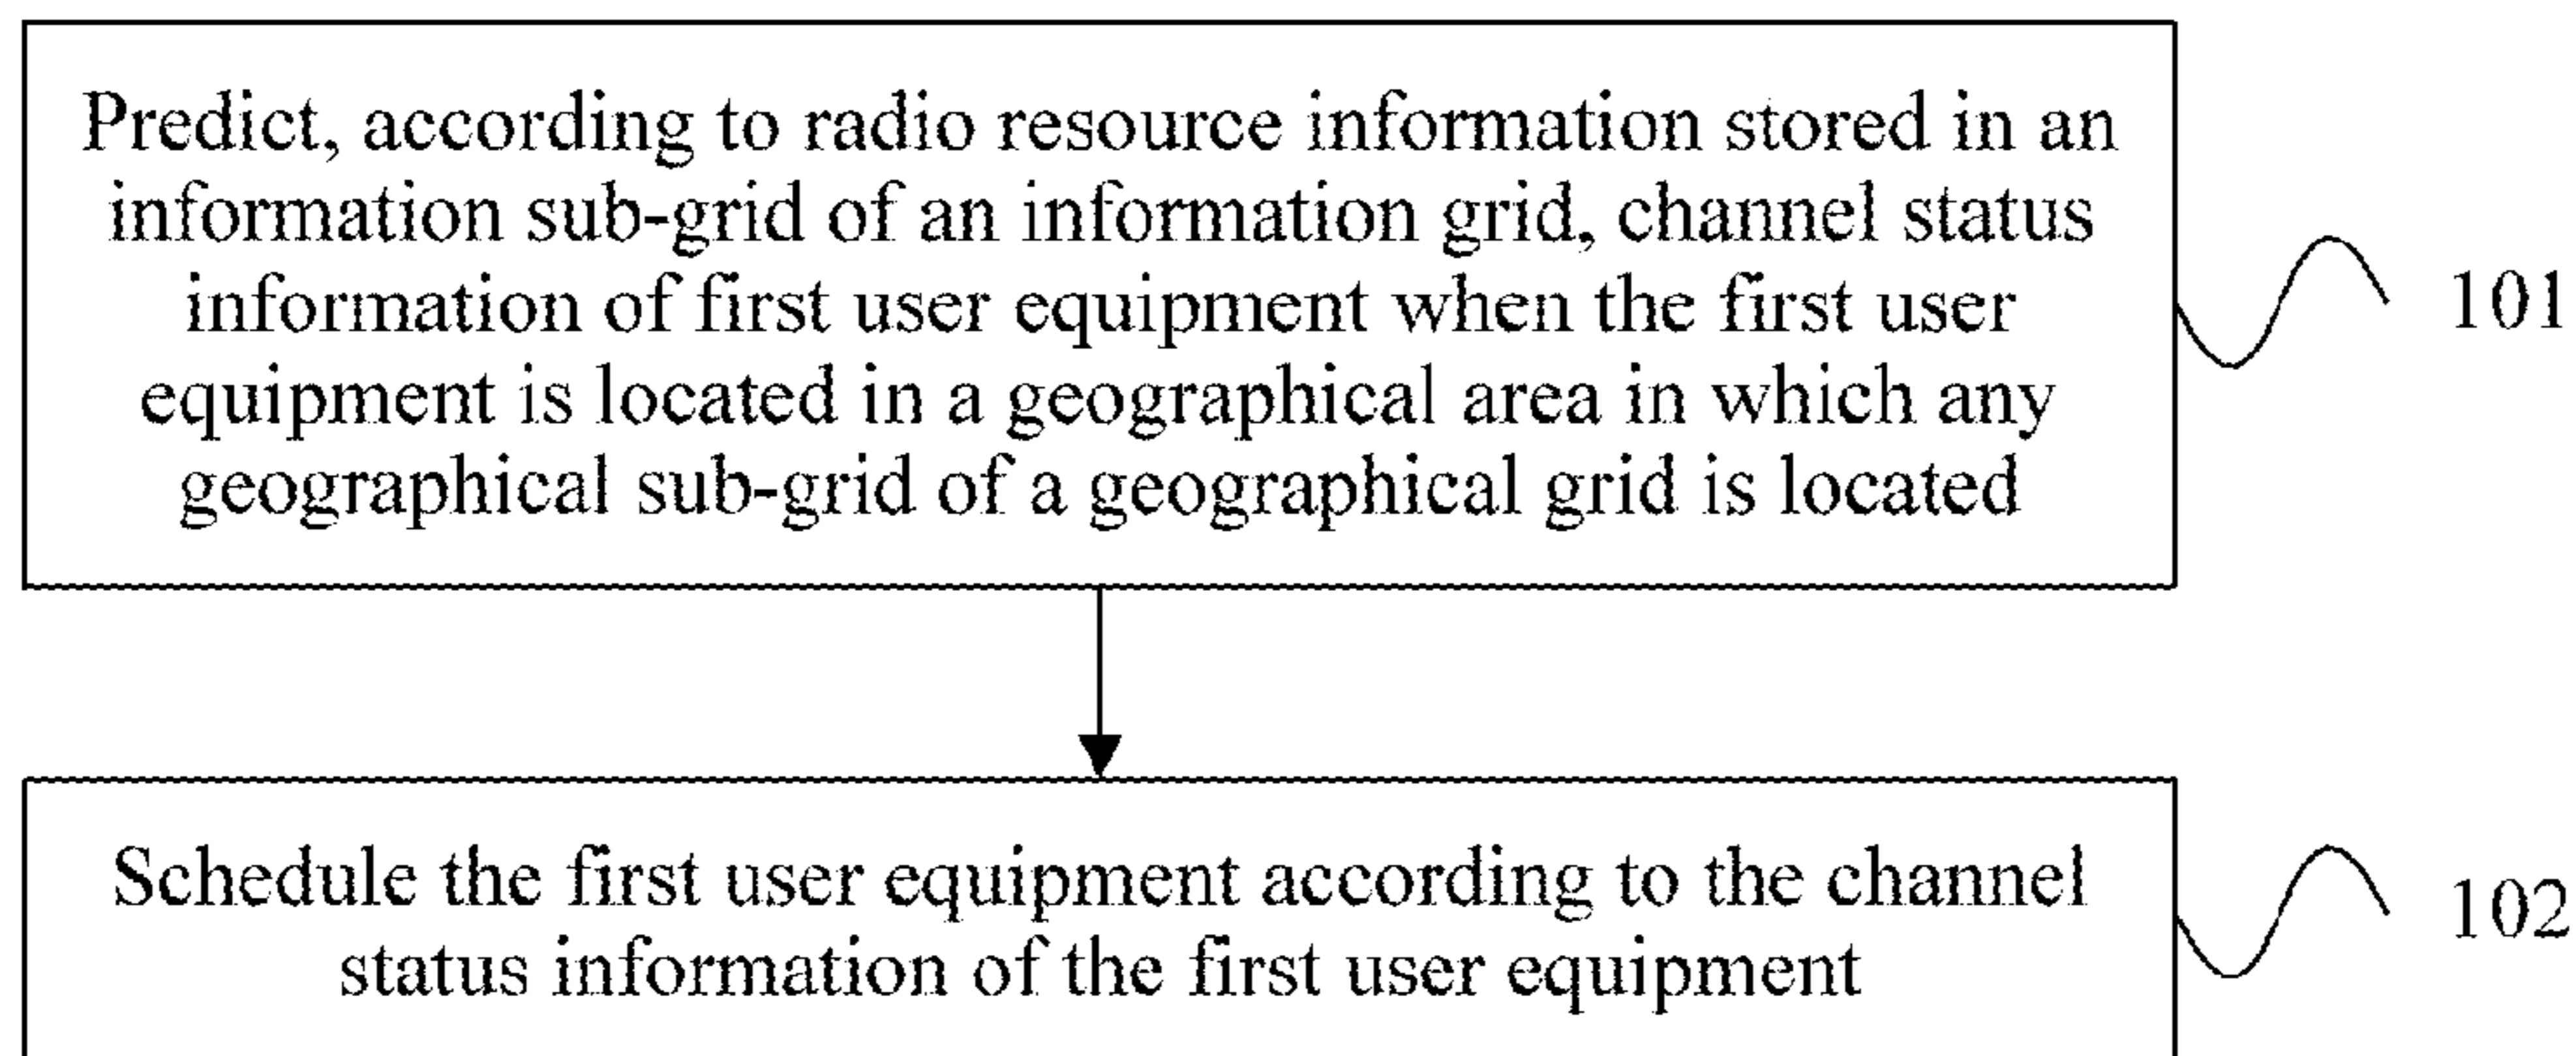 Predict, according to radio resource information stored in an
information sub-grid of an information grid, channel status
information of first user equipment when the first user
equipment is located in a geographical area in which any
geographical sub-grid of a geographical grid is located
101
Schedule the first user equipment according to the channel
status information of the first user equipment
102